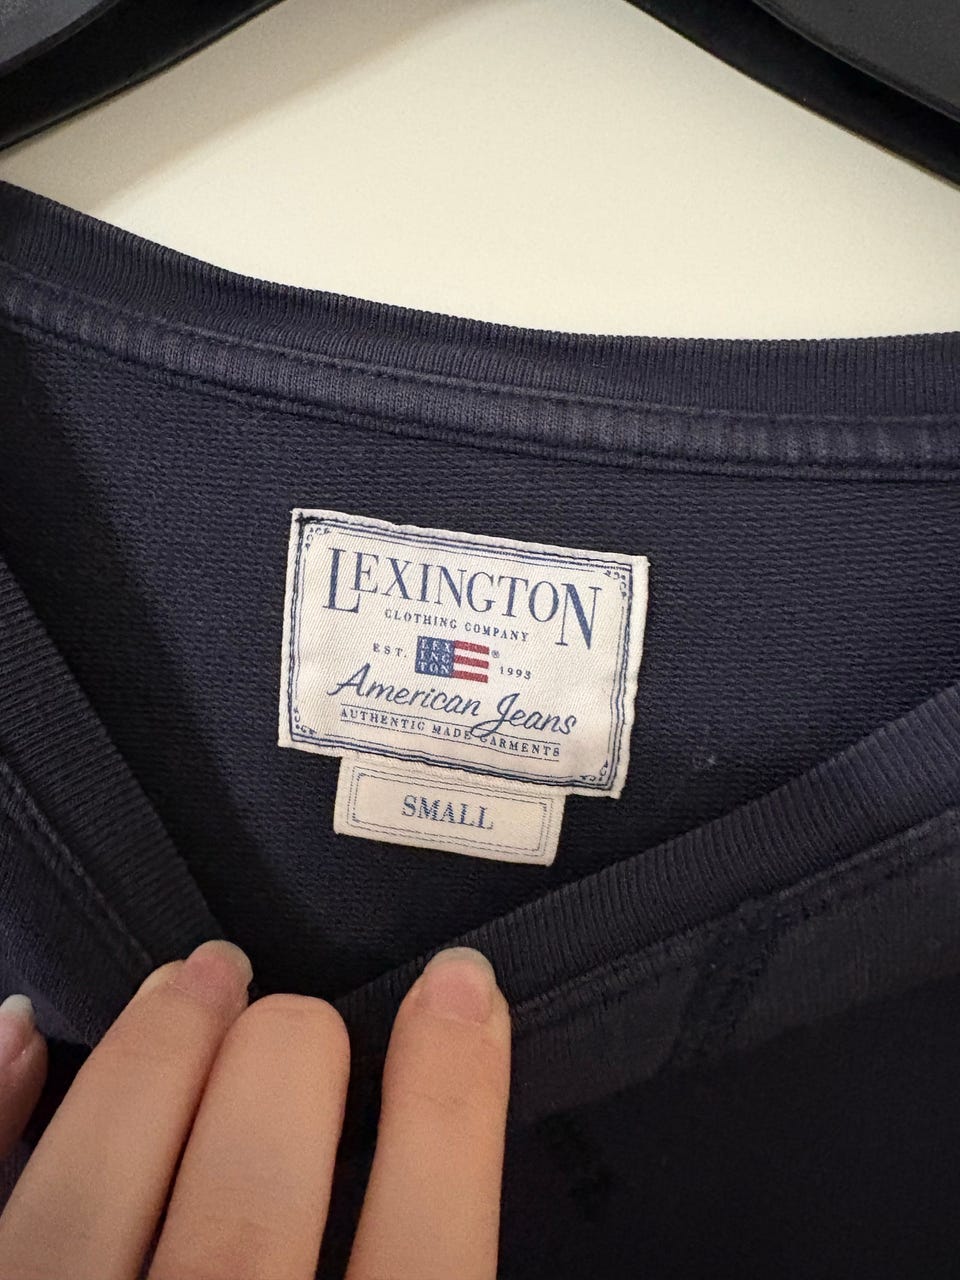 LEXINGTON
CLOTHING COMPANY
EST. LEX ING TON ® 1993
American Jeans
AUTHENTIC MADE GARMENTS
SMALL